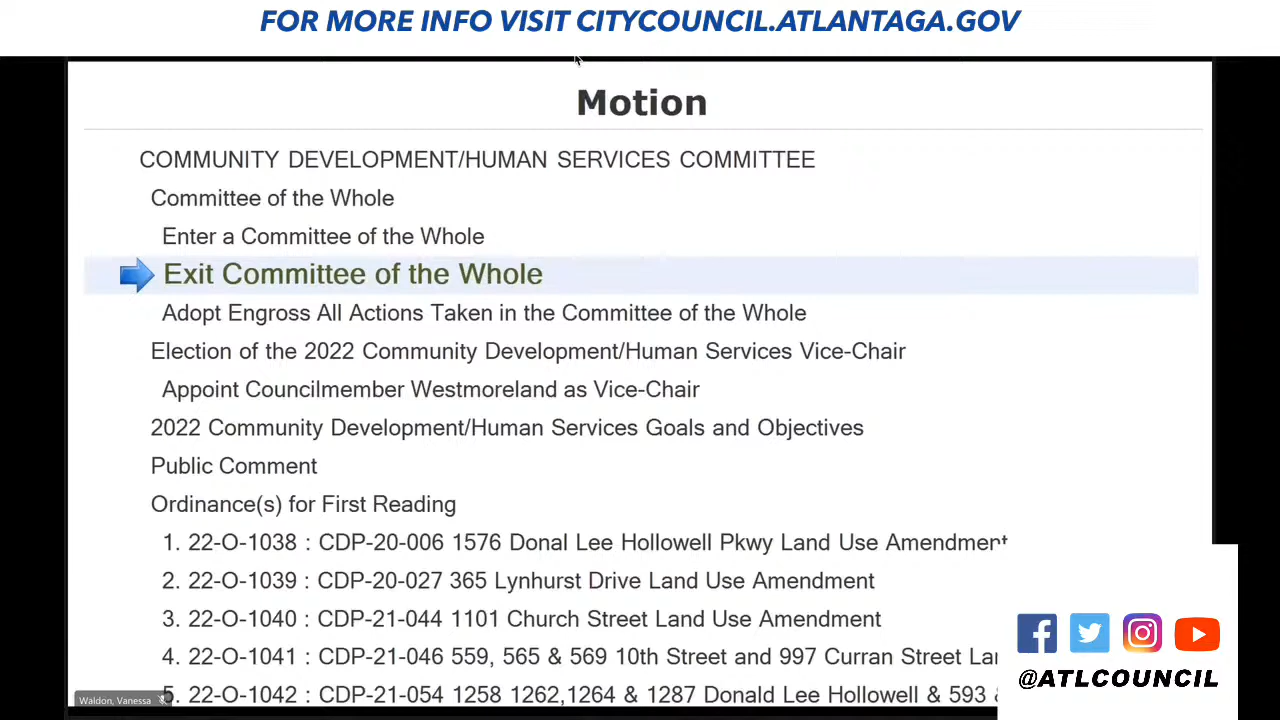 FOR MORE INFO VISIT CITYCOUNCIL.ATLANTAGA.GOV
Motion
COMMUNITY DEVELOPMENT/HUMAN SERVICES COMMITTEE
Committee of the Whole
Enter a Committee of the Whole
Exit Committee of the Whole
Adopt Engross All Actions Taken in the Committee of the Whole
Election of the 2022 Community Development/Human Services Vice-Chair
Appoint Councilmember Westmoreland as Vice-Chair
2022 Community Development/Human Services Goals and Objectives
Public Comment
Ordinance(s) for First Reading
1. 22-O-1038 : CDP-20-006 1576 Donal Lee Hollowell Pkwy Land Use Amendment
2. 22-O-1039 : CDP-20-027 365 Lynhurst Drive Land Use Amendment
3. 22-O-1040 : CDP-21-044 1101 Church Street Land Use Amendment
4. 22-O-1041 : CDP-21-046 559, 565 & 569 10th Street and 997 Curran Street
5. 22-O-1042 : CDP-21-054 1258 1262,1264 & 1287 Donald Lee Hollowell & 593
Waldon, Vanessa
@ATLCOUNCIL